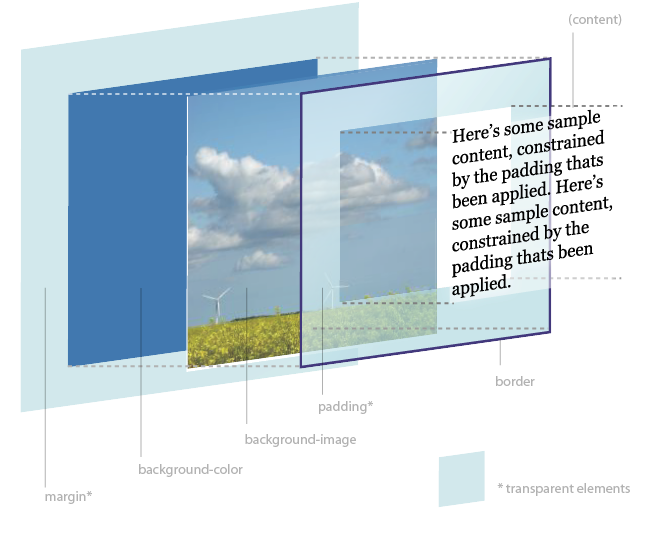 (content)
Here's some sample
content, constrained
by the padding thats
been applied. Here's
some sample content,
constrained by the
padding thats been
applied.
border
padding*
background-image
background-color
margin*
* transparent elements